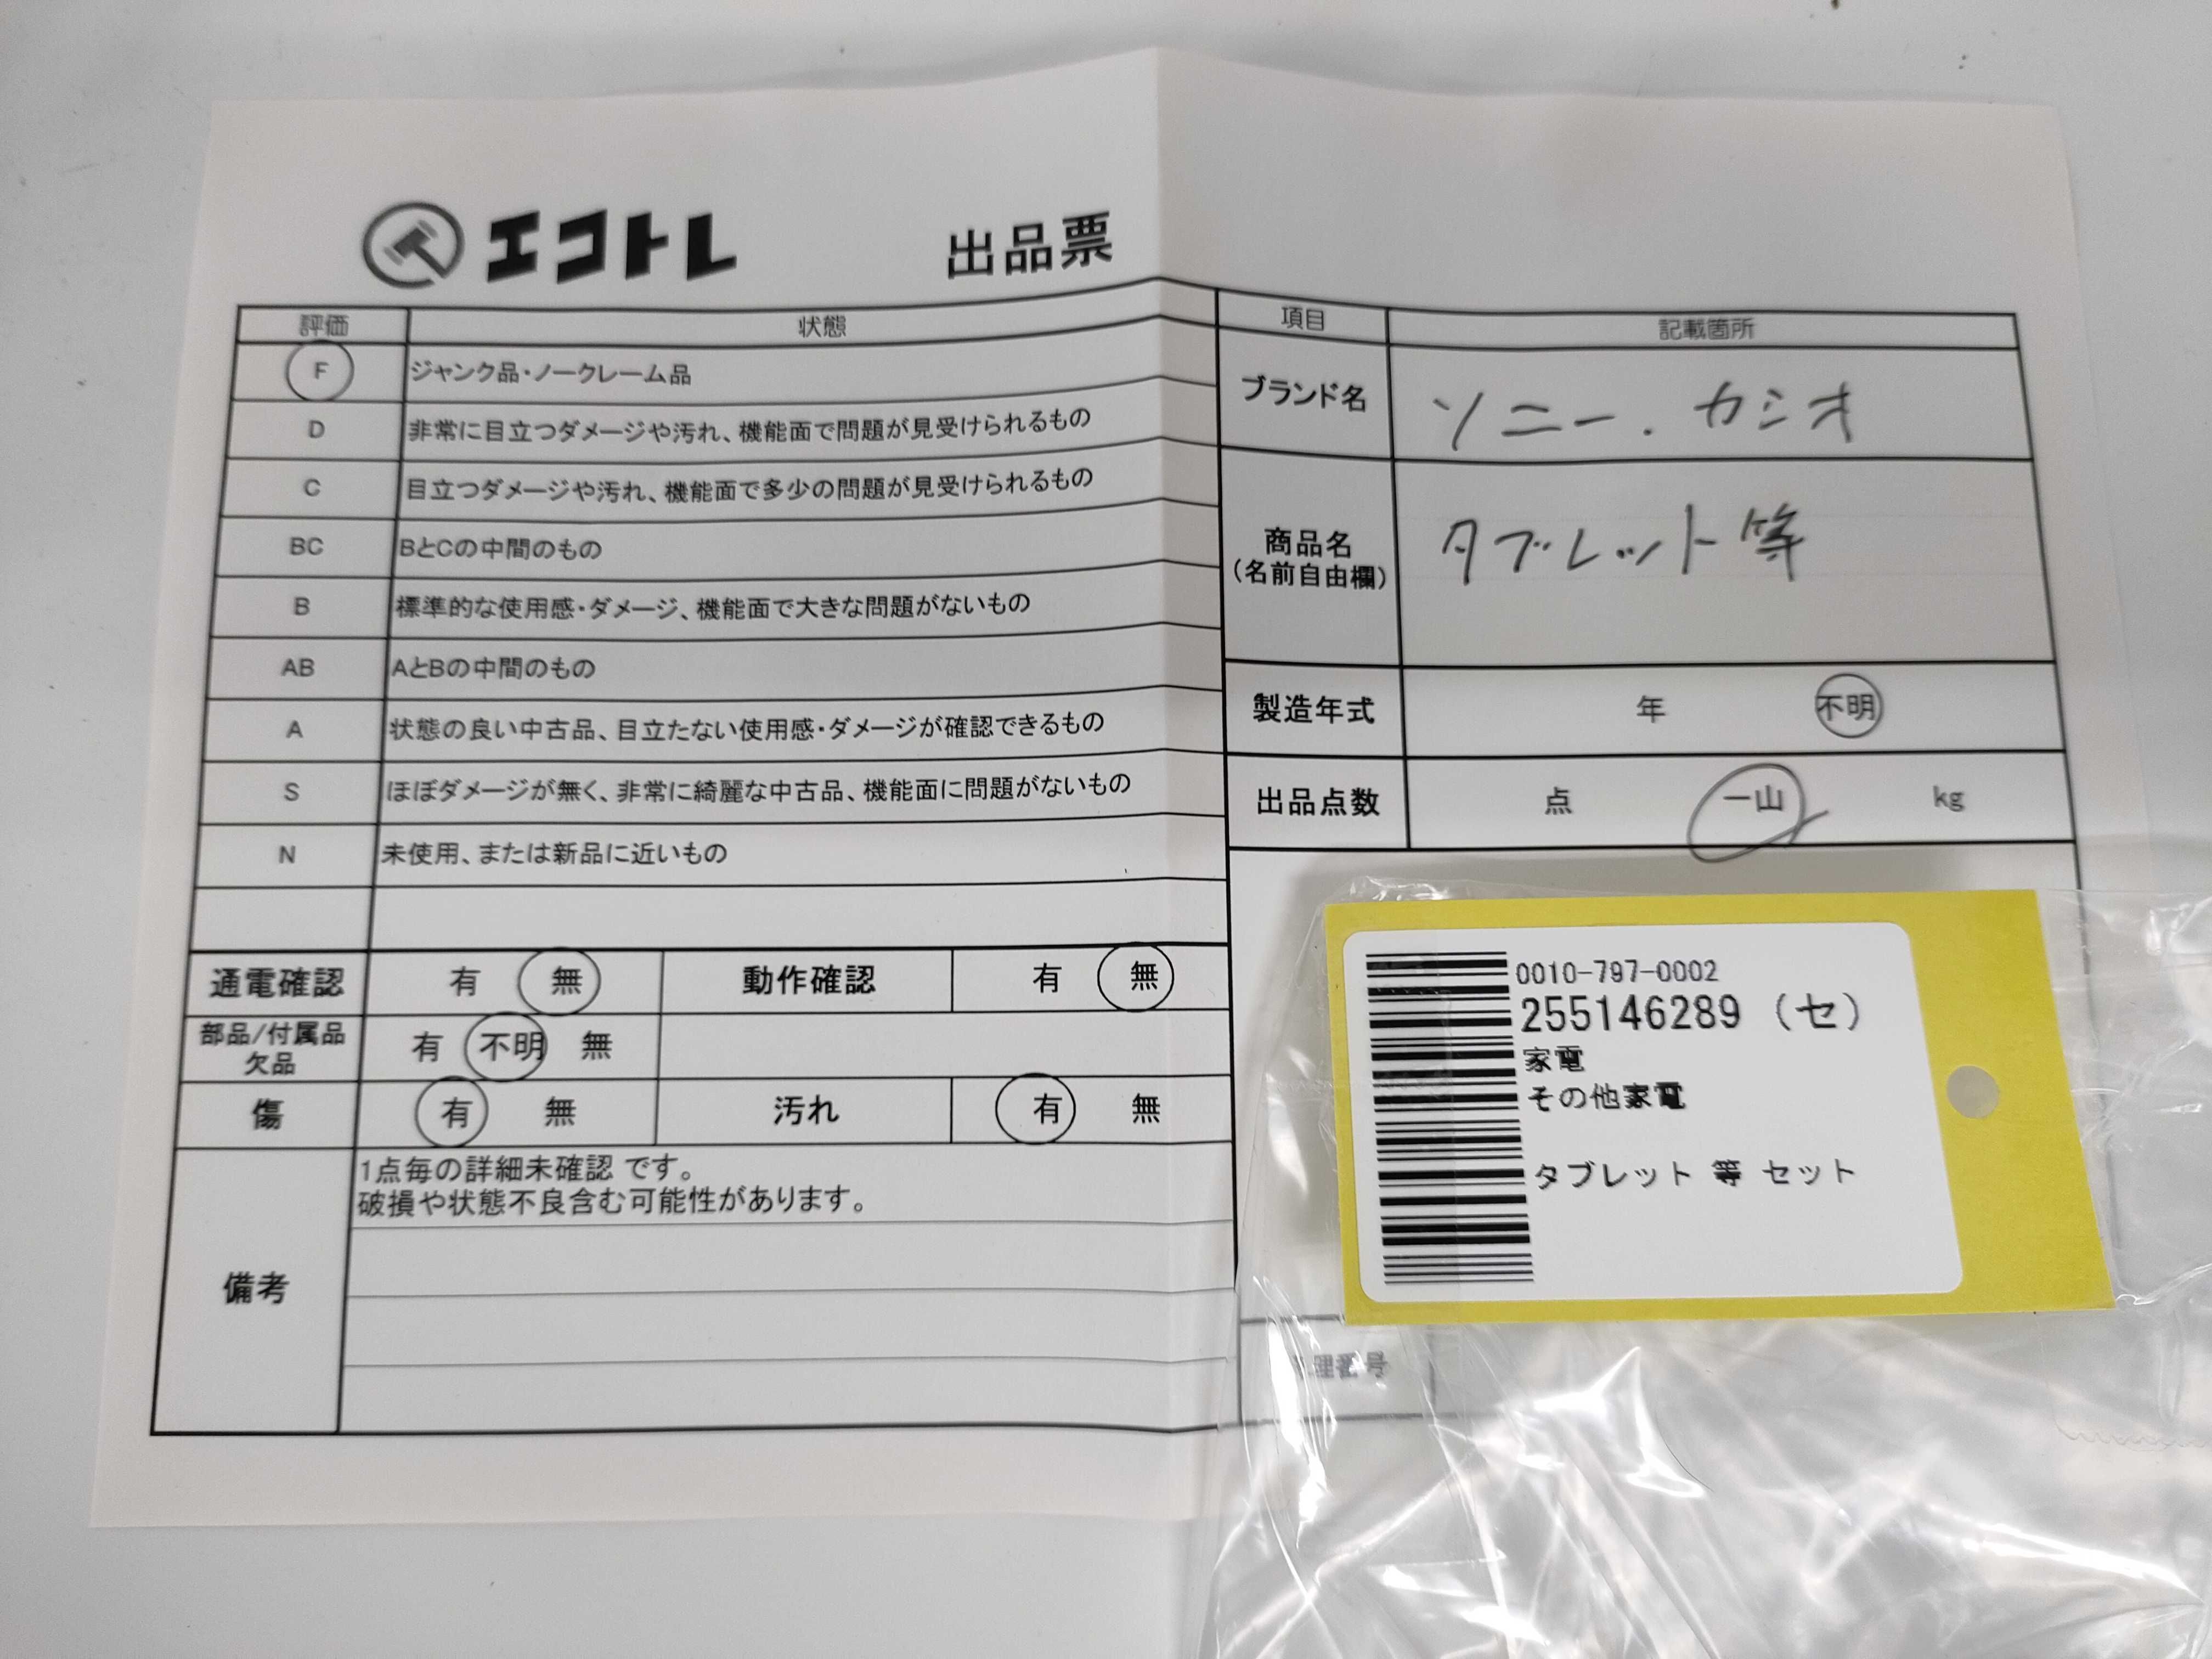 エコトレ 出品票
評価 状態
F ジャンク品・ノークレーム品
D 非常に目立つダメージや汚れ、機能面で問題が見受けられるもの
C 目立つダメージや汚れ、機能面で多少の問題が見受けられるもの
BC BとCの中間のもの
B 標準的な使用感・ダメージ、機能面で大きな問題がないもの
AB AとBの中間のもの
A 状態の良い中古品、目立たない使用感・ダメージが確認できるもの
S ほぼダメージが無く、非常に綺麗な中古品、機能面に問題がないもの
N 未使用、または新品に近いもの
通電確認 有 無 動作確認 有 無
部品/付属品
欠品 有 不明 無
傷 有 無 汚れ 有 無
備考
1点毎の詳細未確認 です。
破損や状態不良含む可能性があります。
項目 記載箇所
ブランド名 ソニー. カシオ
商品名
(名前自由欄) タブレット等
製造年式 年 不明
出品点数 点 一山 kg
0010-797-0002
255146289 (セ)
家電
その他家電
タブレット 等 セット
理番号